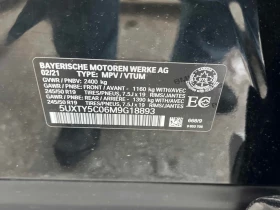 BAYERISCHE MOTOREN WERKE AG
02/21 TYPE: MPV / VTUM
GVWR / PNBV: 2400 kg
GAWR / PNBE: FRONT / AVANT - 1160 kg WITH/AVEC
245/50 R19 TIRES/PNEUS, 7.5J x 19 RIMS/JANTES
GAWR / PNBE: REAR / ARRIÈRE - 1390 kg WITH/AVEC
245/50 R19 TIRES/PNEUS, 7.5J x 19 RIMS/JANTES
5UXTY5C06M9G18893
EC